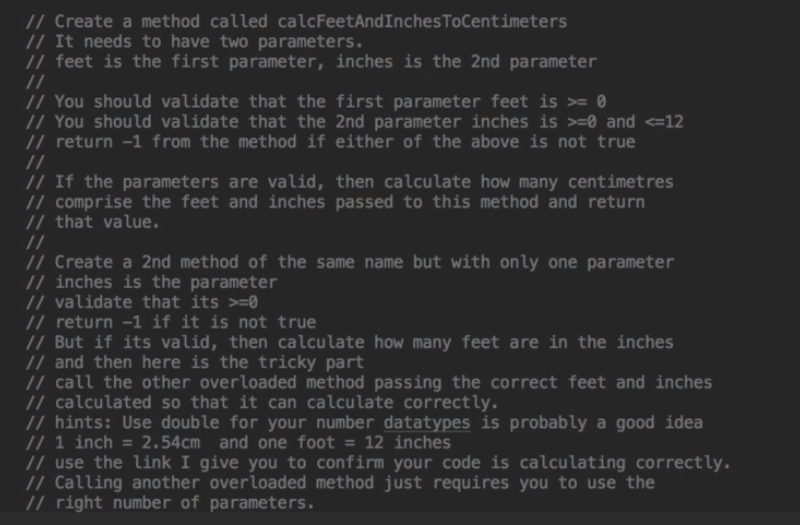 // Create a method called calcFeetAndInchesToCentimeters
// It needs to have two parameters.
// feet is the first parameter, inches is the 2nd parameter
//
// You should validate that the first parameter feet is >= 0
// You should validate that the 2nd parameter inches is >=0 and <=12
// return -1 from the method if either of the above is not true
//
// If the parameters are valid, then calculate how many centimetres
// comprise the feet and inches passed to this method and return
// that value.
//
// Create a 2nd method of the same name but with only one parameter
// inches is the parameter
// validate that its >=0
// return -1 if it is not true
// But if its valid, then calculate how many feet are in the inches
// and then here is the tricky part
// call the other overloaded method passing the correct feet and inches
// calculated so that it can calculate correctly.
// hints: Use double for your number datatypes is probably a good idea
// 1 inch = 2.54cm  and one foot = 12 inches
// use the link I give you to confirm your code is calculating correctly.
// Calling another overloaded method just requires you to use the
// right number of parameters.